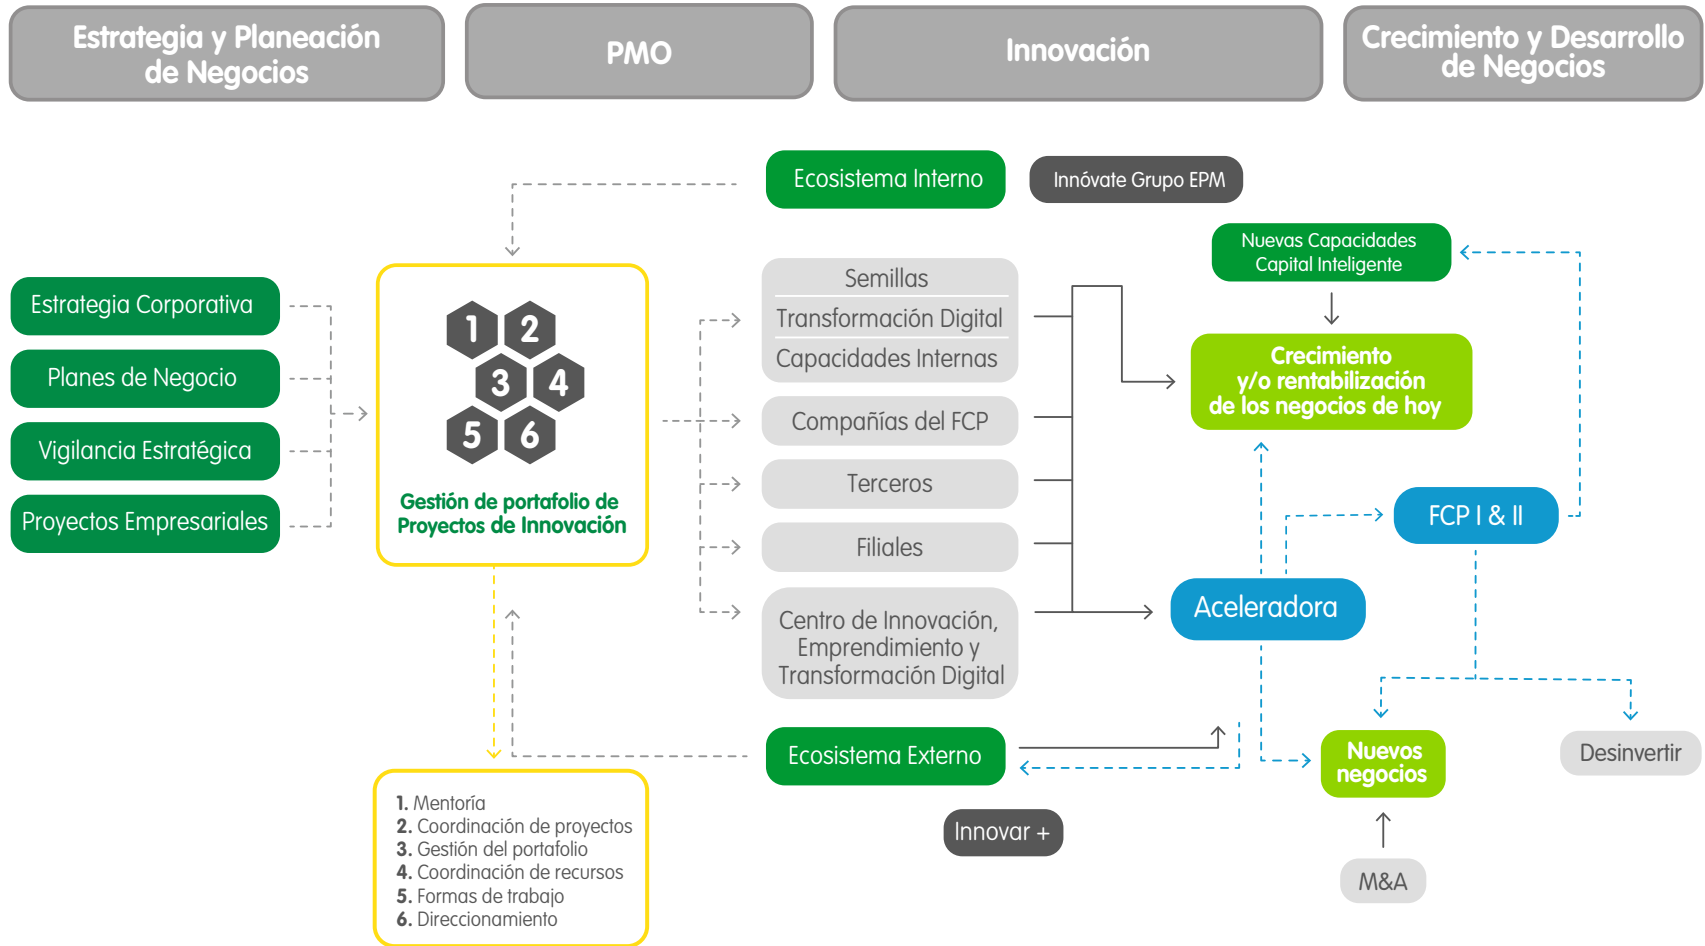 Estrategia y Planeación
de Negocios
PMO
Innovación
Crecimiento y Desarrollo
de Negocios
Ecosistema Interno
Innóvate Grupo EPM
Estrategia Corporativa
Planes de Negocio
Vigilancia Estratégica
Proyectos Empresariales
1
2
3
4
5
6
Gestión de portafolio de
Proyectos de Innovación
Semillas
Transformación Digital
Capacidades Internas
Compañías del FCP
Terceros
Filiales
Centro de Innovación,
Emprendimiento y
Transformación Digital
Ecosistema Externo
Innovar +
Nuevas Capacidades
Capital Inteligente
Crecimiento
y/o rentabilización
de los negocios de hoy
FCP I & II
Aceleradora
Nuevos
negocios
Desinvertir
M&A
1. Mentoría
2. Coordinación de proyectos
3. Gestión del portafolio
4. Coordinación de recursos
5. Formas de trabajo
6. Direccionamiento